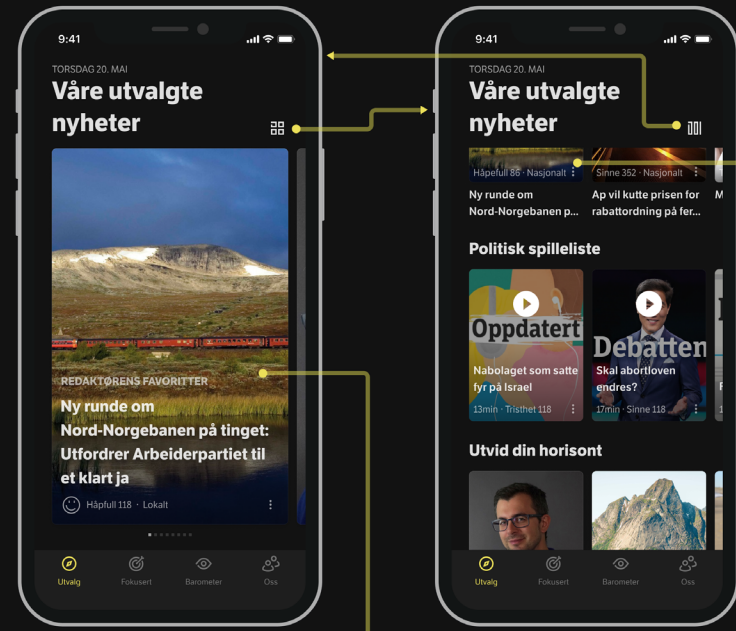 9:41
TORSDAG 20. MAI
Våre utvalgte
nyheter
REDAKTØRENS FAVORITTER
Ny runde om
Nord-Norgebanen på tinget:
Utfordrer Arbeiderpartiet til
et klart ja
Håpfull 118 · Lokalt
Utvalg
Fokusert
Barometer
Oss
9:41
TORSDAG 20. MAI
Våre utvalgte
nyheter
Håpefull 86 · Nasjonalt
Ny runde om
Nord-Norgebanen p...
Sinne 352 · Nasjonalt
Ap vil kutte prisen for
rabattordning på fer...
M
Politisk spilleliste
Oppdatert
Nabolaget som satte
fyr på Israel
13min · Tristhet 118
Debatten
Skal abortloven
endres?
17min · Sinne 118
Utvid din horisont
Utvalg
Fokusert
Barometer
Oss